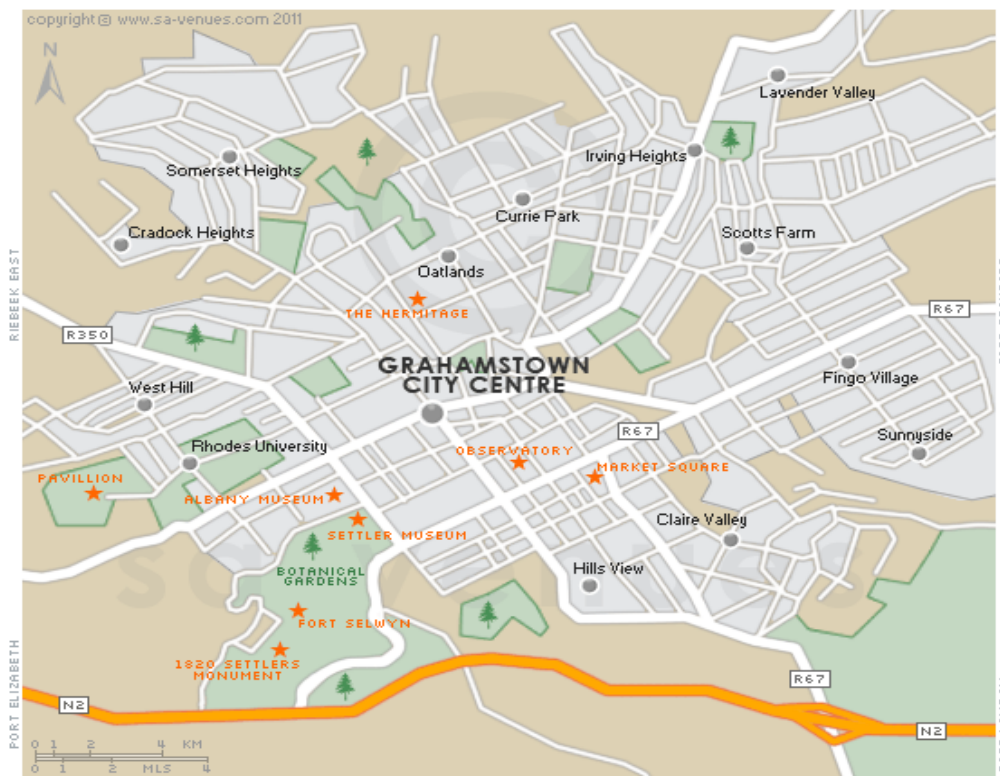 copyright© www.sa-venues.com 2011
N
Lavender Valley
Irving Heights
Somerset Heights
Currie Park
Cradock Heights
Scotts Farm
Oatlands
RIEBEEK EAST
THE HERMITAGE
R67
R350
GRAHAMSTOWN
CITY CENTRE
West Hill
Fingo Village
R67
Sunnyside
Rhodes University
OBSERVATORY
MARKET SQUARE
PAVILLION
ALBANY MUSEUM
SETTLER MUSEUM
Claire Valley
BOTANICAL
GARDENS
Hills View
sa venues
FORT SELWYN
1820 SETTLERS
MONUMENT
PORT ELIZABETH
R67
N2
N2
0 1 2 4 KM
0 1 2 MLS 4